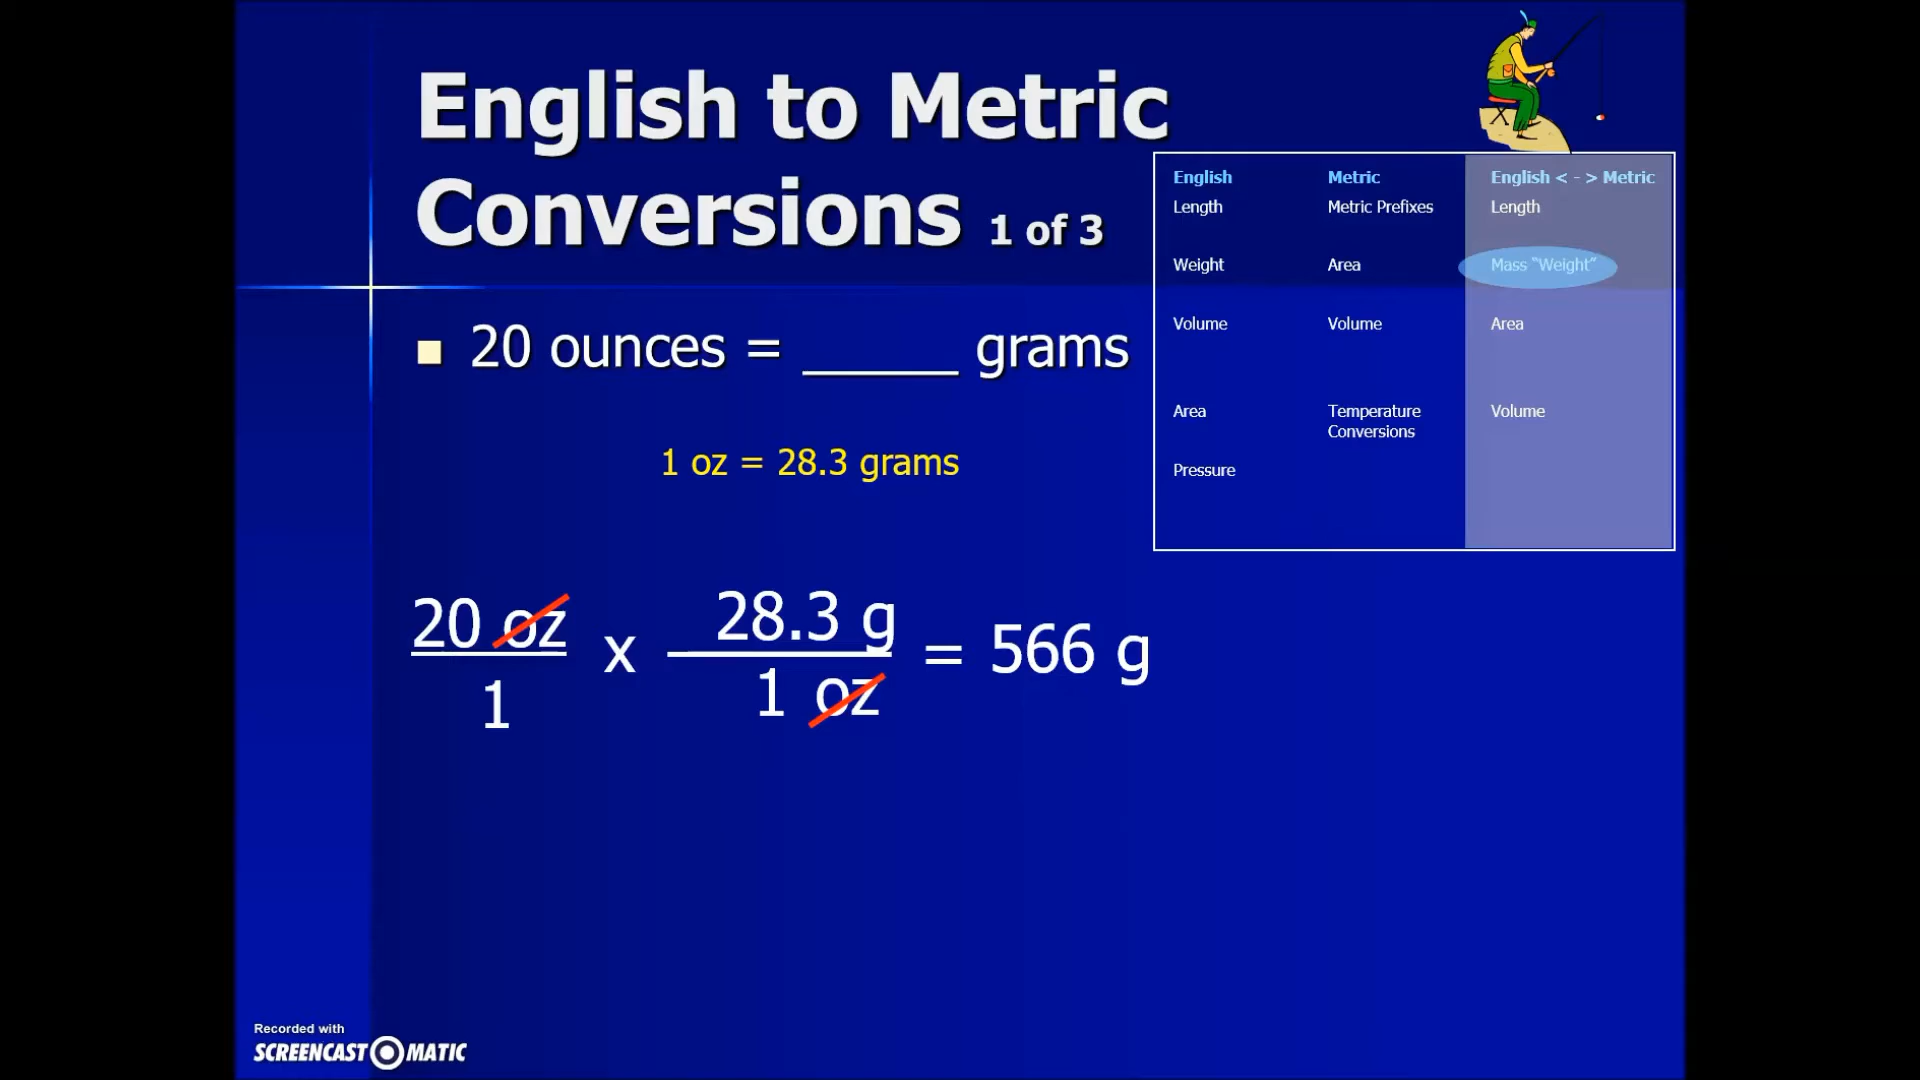 English to Metric
Conversions 1 of 3
20 ounces = ______ grams
1 oz = 28.3 grams
20 oz x 28.3 g = 566 g
1 1 oz
English Metric English < - > Metric
Length Metric Prefixes Length
Weight Area Mass “Weight”
Volume Volume Area
Area Temperature Volume
Conversions
Pressure
Recorded with
SCREENCAST MATIC